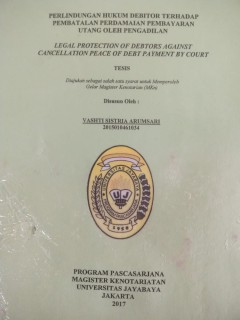 PERLINDUNGAN HUKUM DEBITOR TERHADAP
PEMBATALAN PERDAMAIAN PEMBAYARAN
UTANG OLEH PENGADILAN
LEGAL PROTECTION OF DEBTORS AGAINST
CANCELLATION PEACE OF DEBT PAYMENT BY COURT
TESIS
Diajukan sebagai salah satu syarat untuk Memperoleh
Gelar Magister Kenotariatan (MKn)
Disusun Oleh :
VASHTI SISTRIA ARUMSARI
2015010461034
PROGRAM PASCASARJANA
MAGISTER KENOTARIATAN
UNIVERSITAS JAYABAYA
JAKARTA
2017